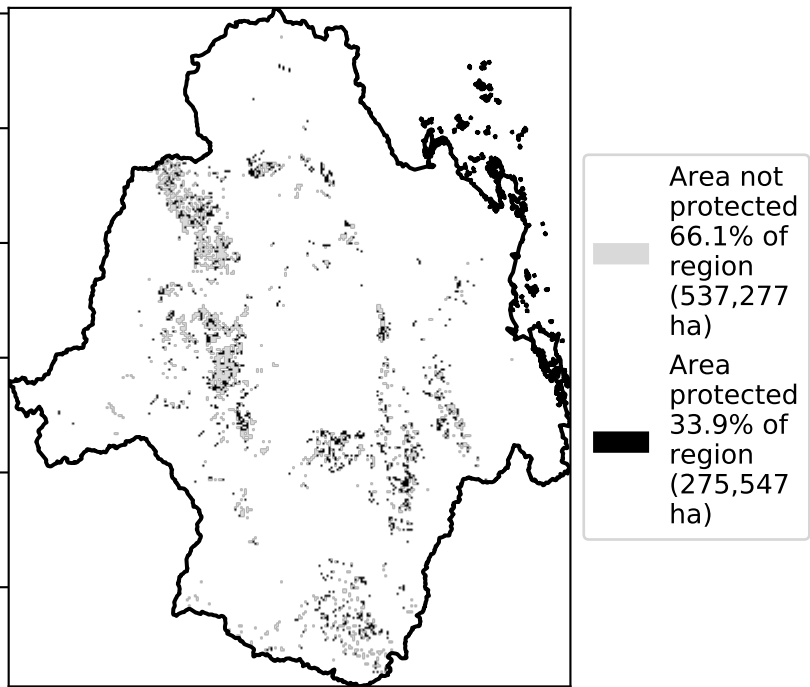 Area not
protected
66.1% of
region
(537,277
ha)
Area
protected
33.9% of
region
(275,547
ha)